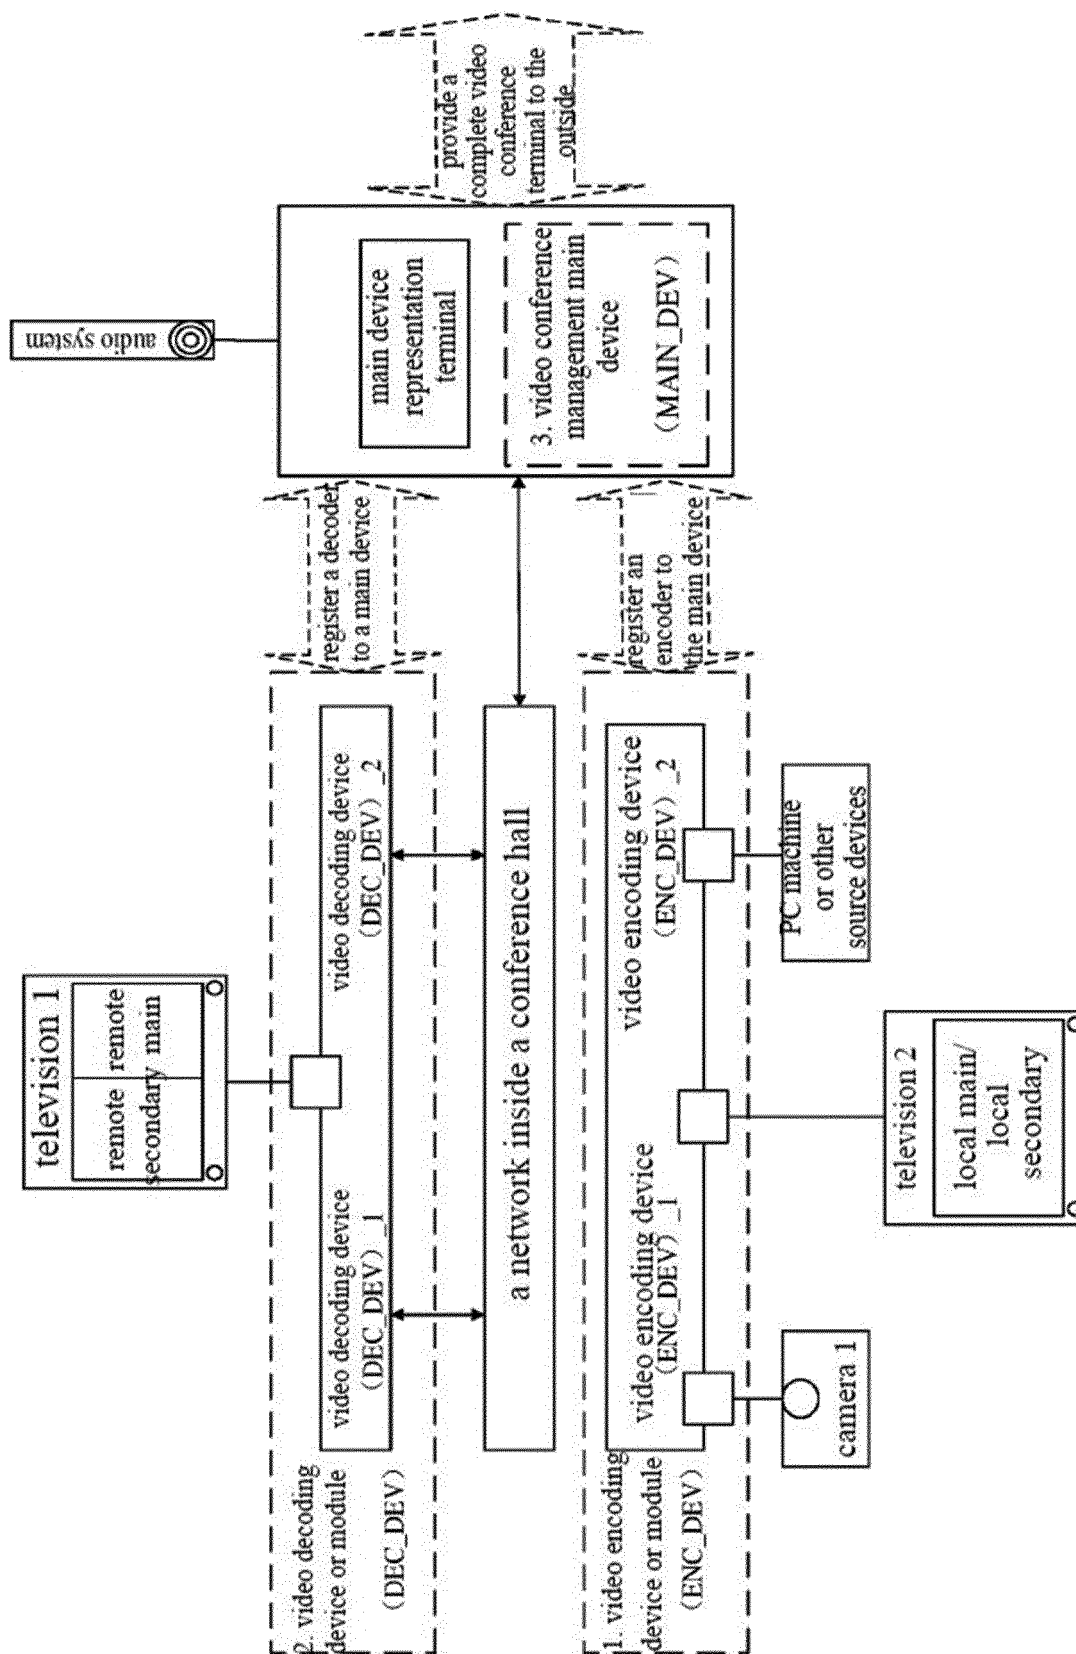 television 1
remote
secondary
remote
main
audio system
2. video decoding
device or module
(DEC_DEV)
video decoding device
(DEC_DEV) _1
video decoding device
(DEC_DEV) _2
register a decoder
to a main device
main device
representation
terminal
3. video conference
management main
device
(MAIN_DEV)
provide a
complete video
conference
terminal to the
outside
a network inside a conference hall
1. video encoding
device or module
(ENC_DEV)
video encoding device
(ENC_DEV) _1
video encoding device
(ENC_DEV) _2
register an
encoder to
the main device
camera 1
television 2
local main/
local
secondary
PC machine
or other
source devices